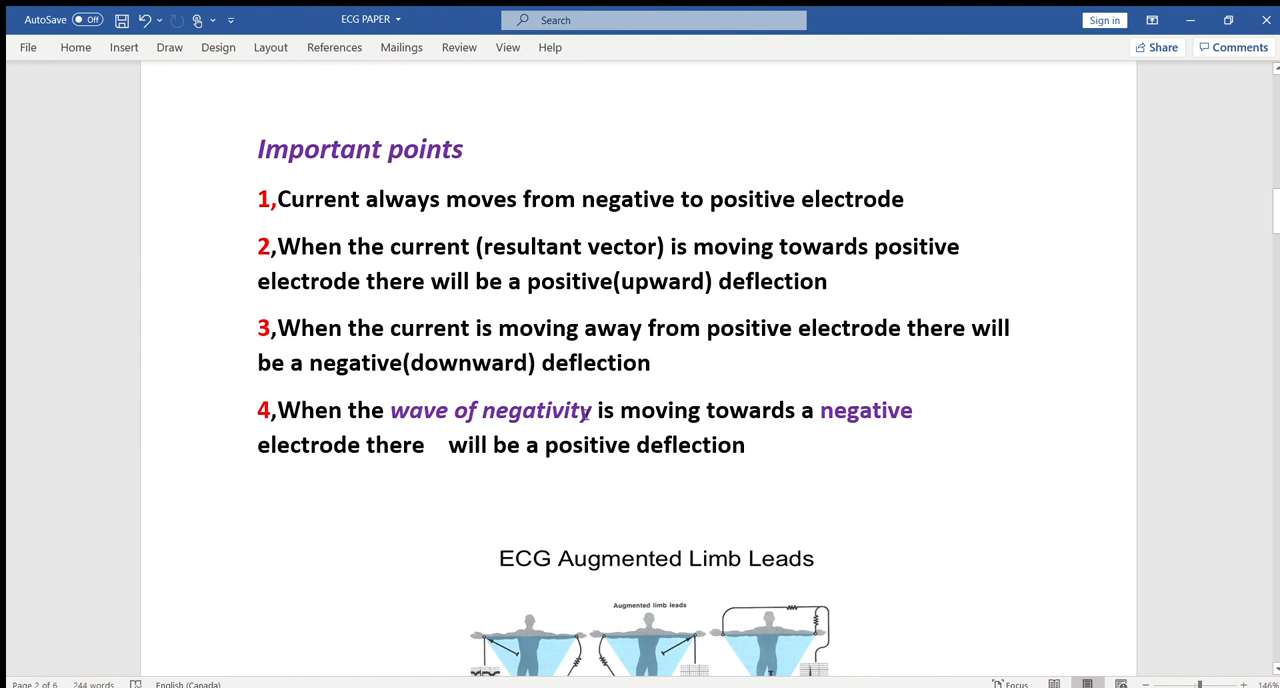 AutoSave Off ECG PAPER Search Sign in
File Home Insert Draw Design Layout References Mailings Review View Help Share Comments
Important points
1,Current always moves from negative to positive electrode
2,When the current (resultant vector) is moving towards positive
electrode there will be a positive(upward) deflection
3,When the current is moving away from positive electrode there will
be a negative(downward) deflection
4,When the wave of negativity is moving towards a negative
electrode there will be a positive deflection
ECG Augmented Limb Leads
Augmented limb leads
Page 2 of 6 244 words English (Canada) Focus 146%